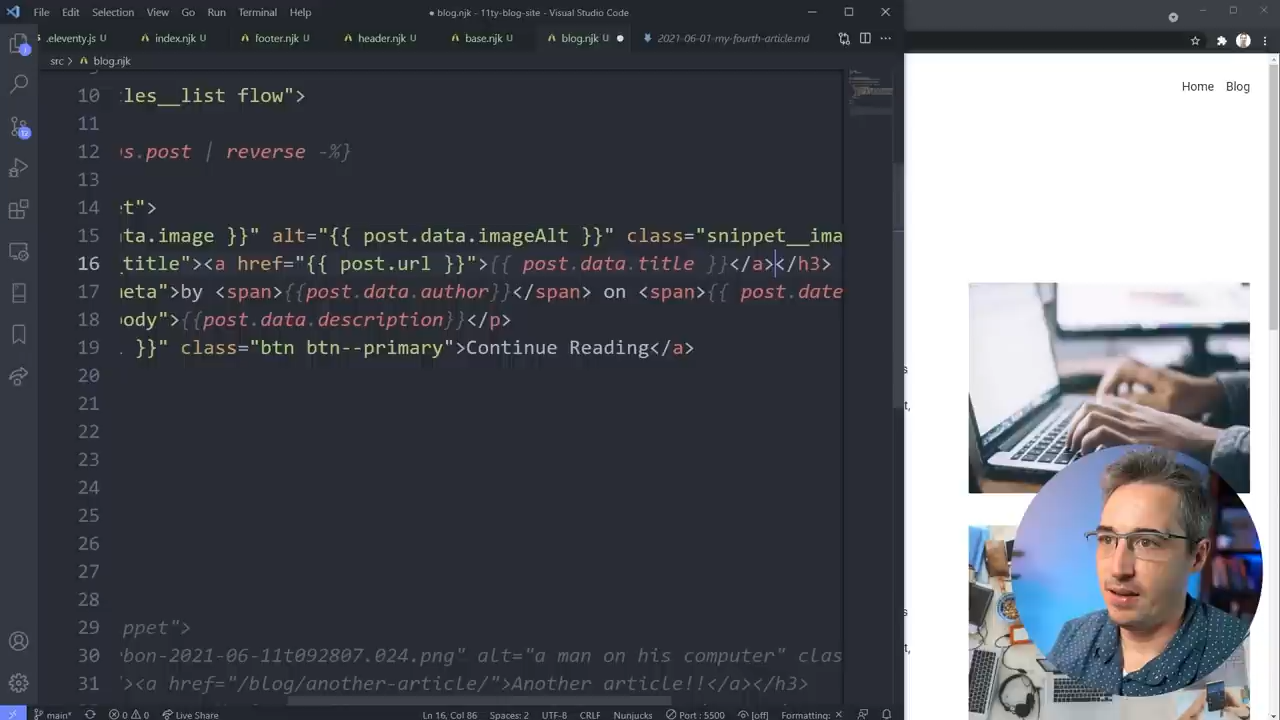 File Edit Selection View Go Run Terminal Help ● blog.njk - 11ty-blog-site - Visual Studio Code
.eleventy.js U index.njk U footer.njk U header.njk U base.njk U blog.njk U ● 2021-06-01-my-fourth-article.md
src > blog.njk
Home Blog
10 les__list flow">
11
12 s.post | reverse -%}
13
14 et">
15 ta.image }}" alt="{{ post.data.imageAlt }}" class="snippet__ima
16 _title"><a href="{{ post.url }}">{{ post.data.title }}</a></h3>
17 meta">by <span>{{post.data.author}}</span> on <span>{{ post.date
18 body">{{post.data.description}}</p>
19 }}" class="btn btn--primary">Continue Reading</a>
20
21
22
23
24
25
26
27
28
29 ppet">
30 bon-2021-06-11t092807.024.png" alt="a man on his computer" clas
31 "><a href="/blog/another-article/">Another article!!</a></h3>
main* 0 0 Live Share Ln 16, Col 86 Spaces: 2 UTF-8 CRLF Nunjucks Port : 5500 [off] Formatting: ×